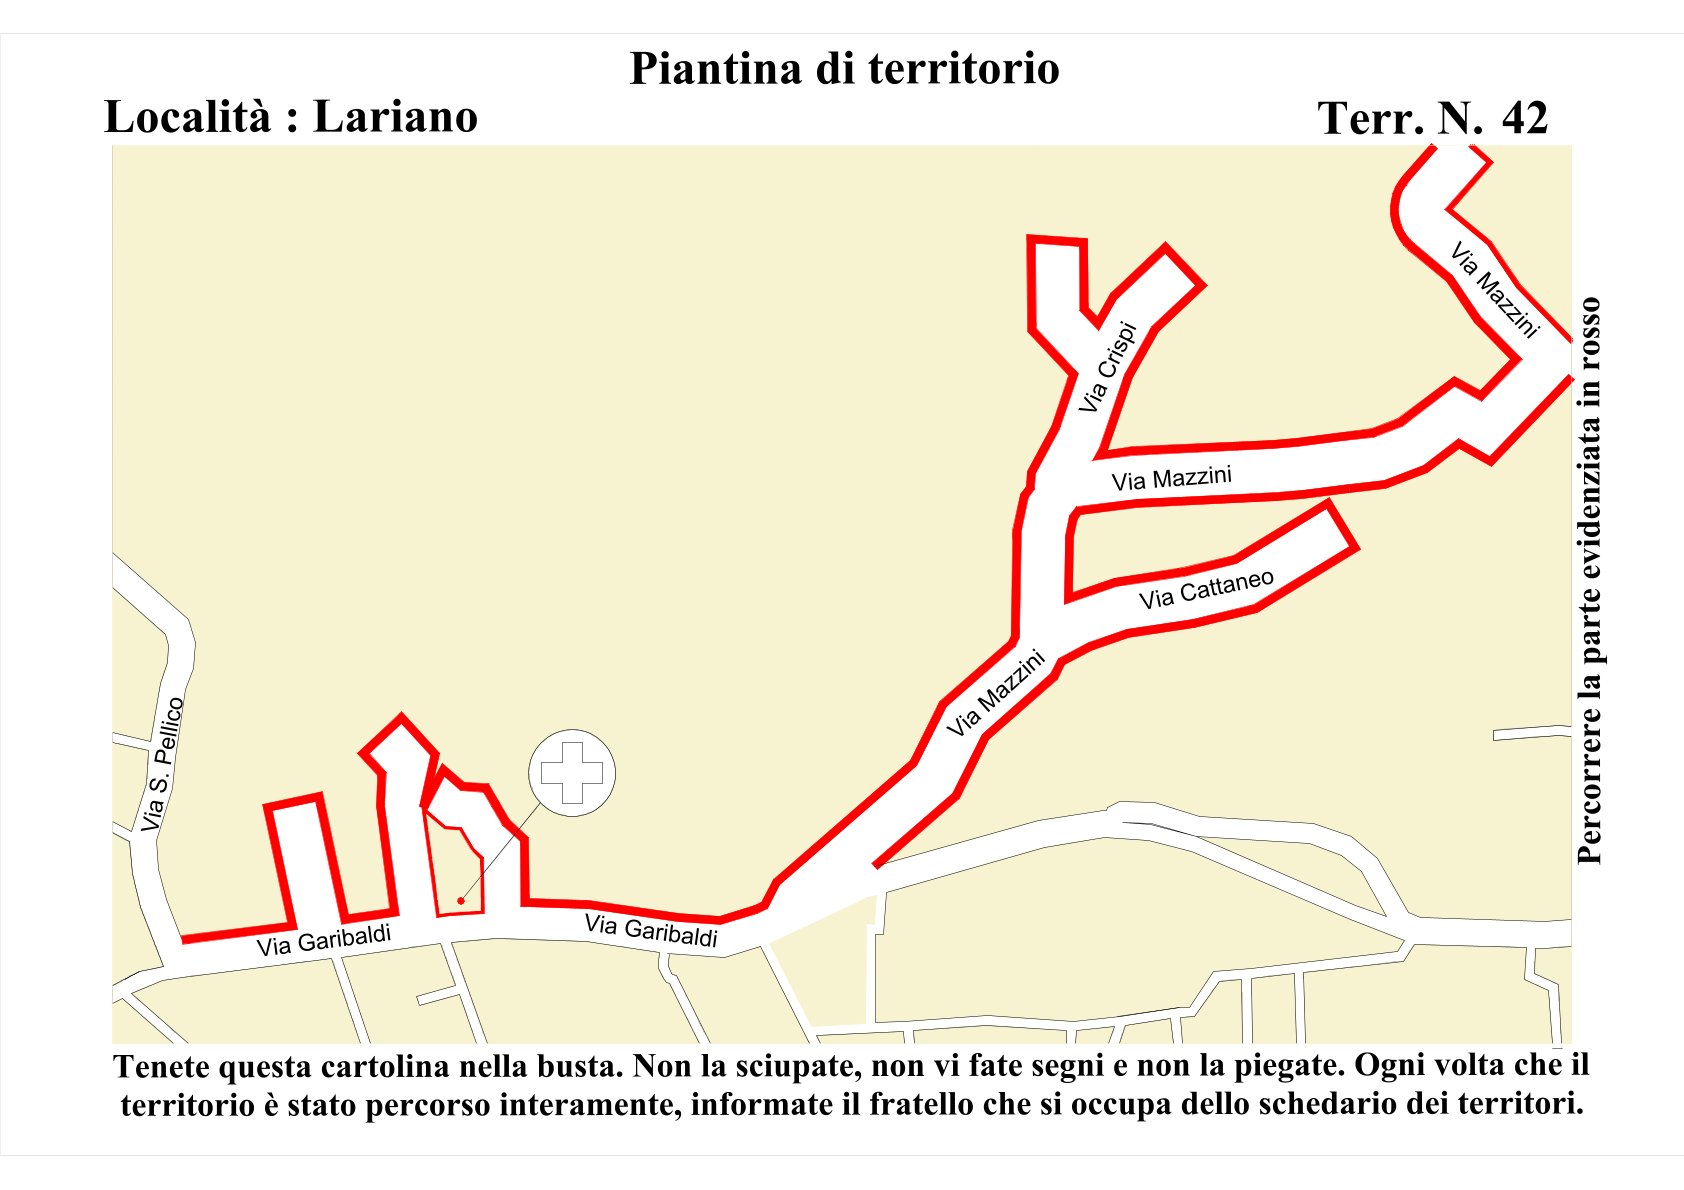 Piantina di territorio
Località : Lariano
Terr. N. 42
Via Mazzini
Via Crispi
Via Mazzini
Via Cattaneo
Via Mazzini
Via S. Pellico
Via Garibaldi
Via Garibaldi
Percorrere la parte evidenziata in rosso
Tenete questa cartolina nella busta. Non la sciupate, non vi fate segni e non la piegate. Ogni volta che il
territorio è stato percorso interamente, informate il fratello che si occupa dello schedario dei territori.